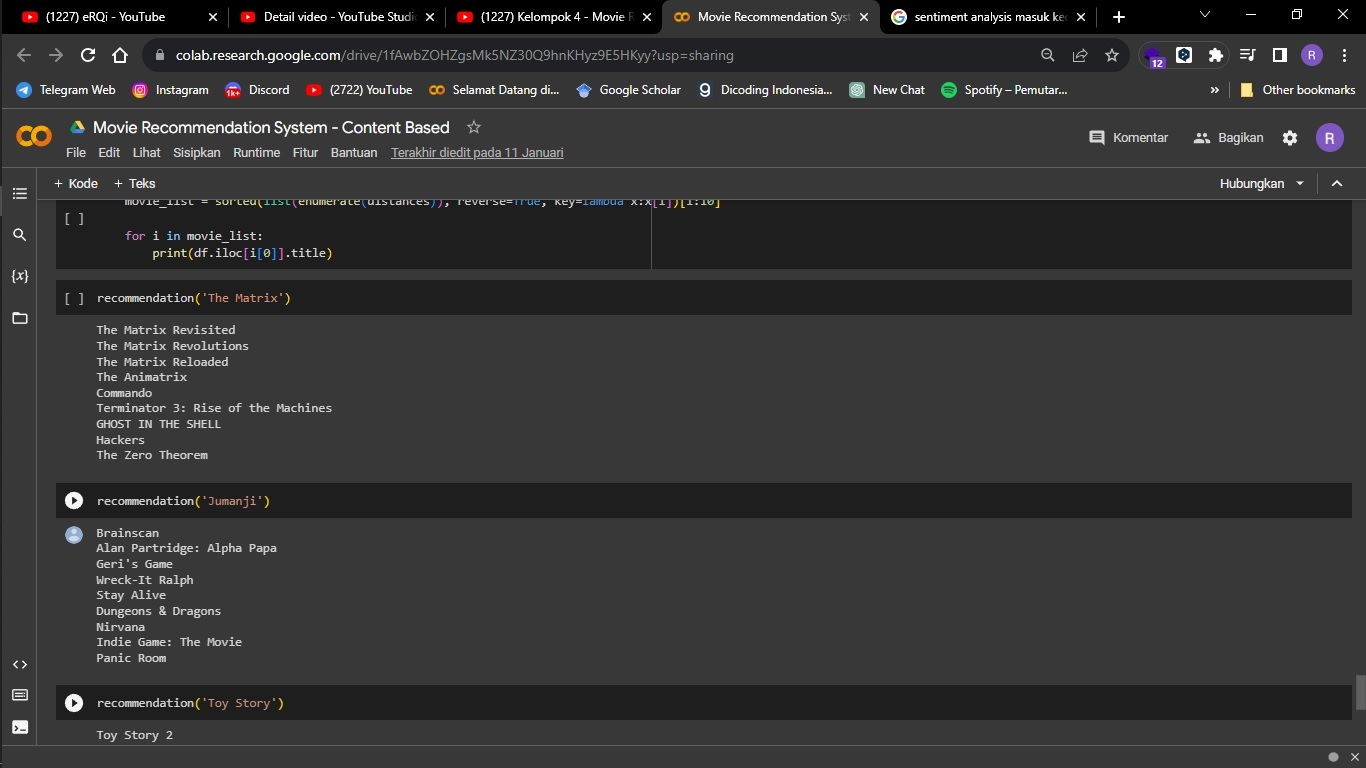 (1227) eRQi - YouTube
Detail video - YouTube Studi
(1227) Kelompok 4 - Movie R
Movie Recommendation Syst
sentiment analysis masuk ke
colab.research.google.com/drive/1fAwbZOHZgsMk5NZ30Q9hnKHyz9E5HKyy?usp=sharing
12
R
Telegram Web
Instagram
1k+
Discord
(2722) YouTube
Selamat Datang di...
Google Scholar
Dicoding Indonesia...
New Chat
Spotify – Pemutar...
»
Other bookmarks
Movie Recommendation System - Content Based
Komentar
Bagikan
R
File Edit Lihat Sisipkan Runtime Fitur Bantuan Terakhir diedit pada 11 Januari
+ Kode + Teks
Hubungkan
movie_list = sorted(list(enumerate(distances)), reverse=True, key=lambda x:x[1])[1:10]
[ ]
for i in movie_list:
print(df.iloc[i[0]].title)
[ ] recommendation('The Matrix')
The Matrix Revisited
The Matrix Revolutions
The Matrix Reloaded
The Animatrix
Commando
Terminator 3: Rise of the Machines
GHOST IN THE SHELL
Hackers
The Zero Theorem
recommendation('Jumanji')
Brainscan
Alan Partridge: Alpha Papa
Geri's Game
Wreck-It Ralph
Stay Alive
Dungeons & Dragons
Nirvana
Indie Game: The Movie
Panic Room
recommendation('Toy Story')
Toy Story 2
{x}
<>